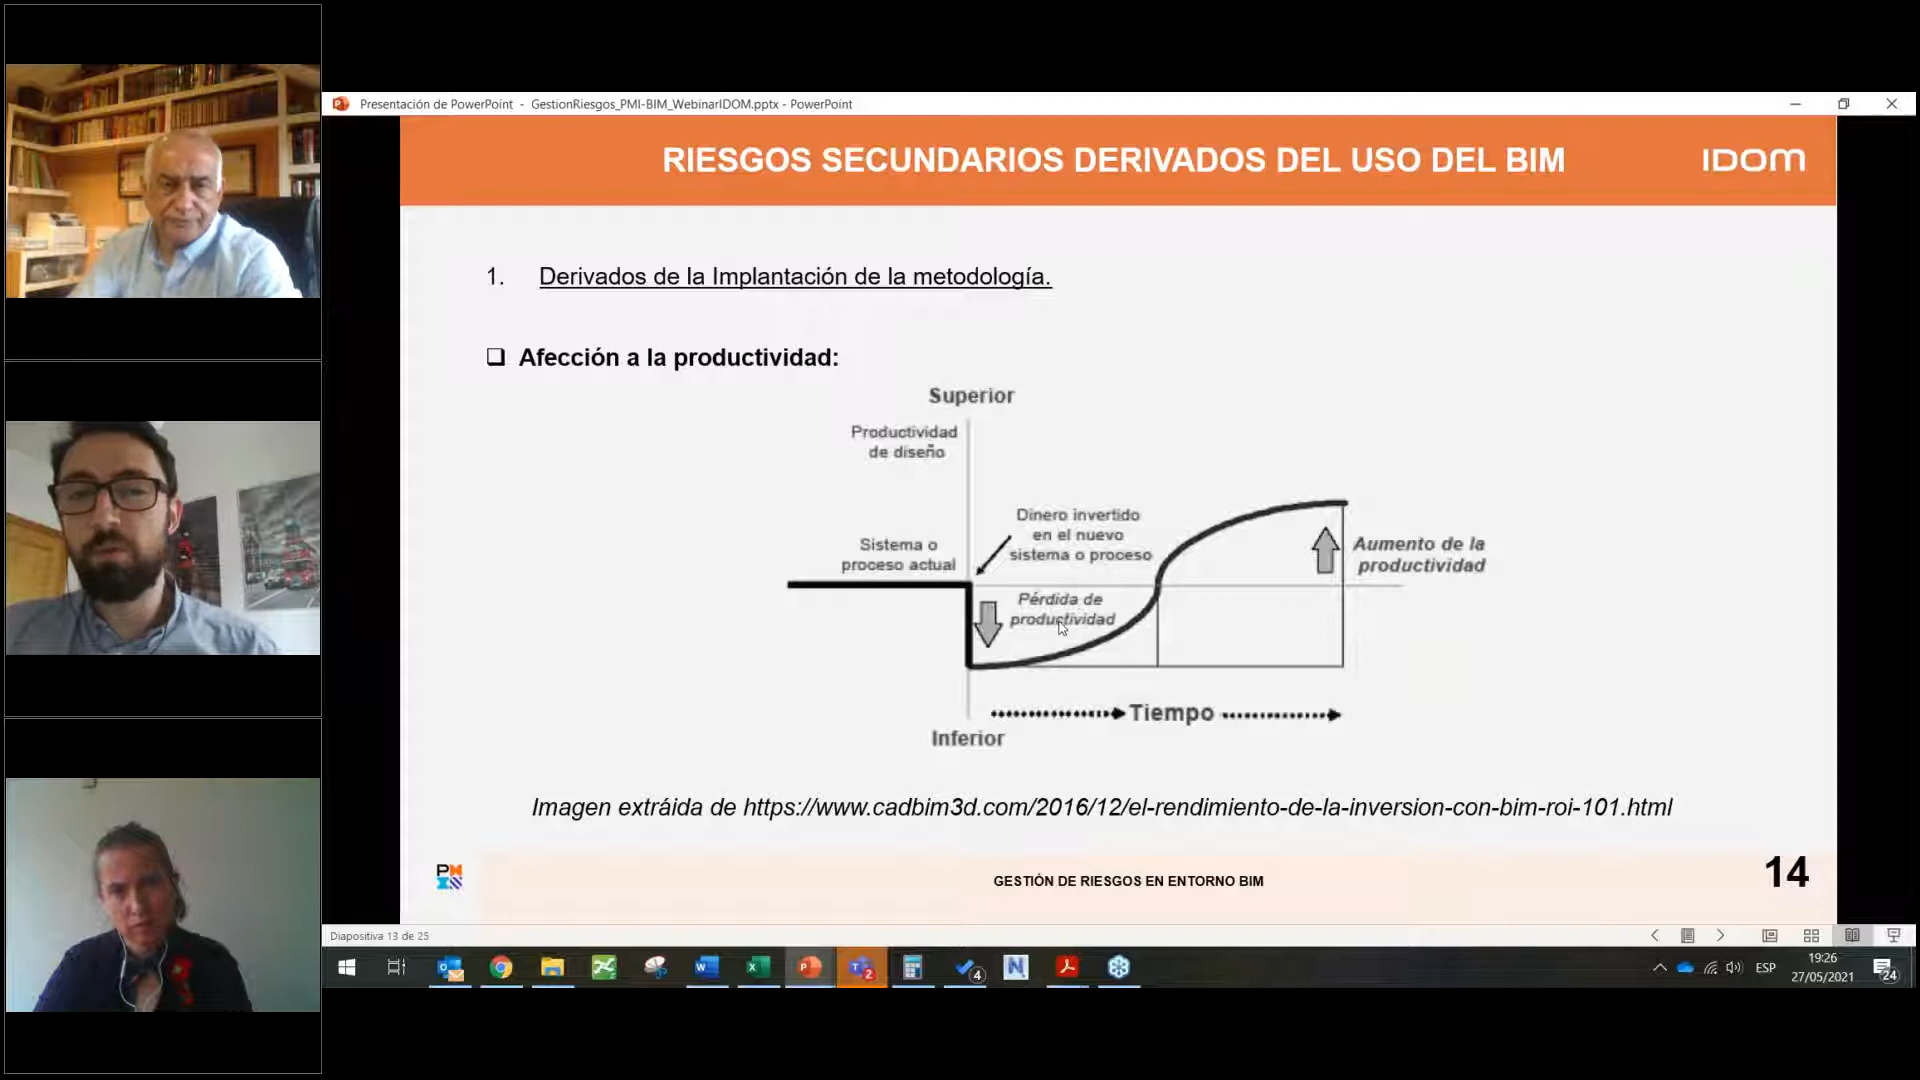 Presentación de PowerPoint - GestionRiesgos_PMI-BIM_WebinarIDOM.pptx - PowerPoint
RIESGOS SECUNDARIOS DERIVADOS DEL USO DEL BIM
IDOM
1. Derivados de la Implantación de la metodología.
Afección a la productividad:
Superior
Productividad
de diseño
Dinero invertido
en el nuevo
sistema o proceso
Sistema o
proceso actual
Aumento de la
productividad
Pérdida de
productividad
Tiempo
Inferior
Imagen extráida de https://www.cadbim3d.com/2016/12/el-rendimiento-de-la-inversion-con-bim-roi-101.html
GESTIÓN DE RIESGOS EN ENTORNO BIM
14
Diapositiva 13 de 25
2
4
ESP
19:26
27/05/2021
24